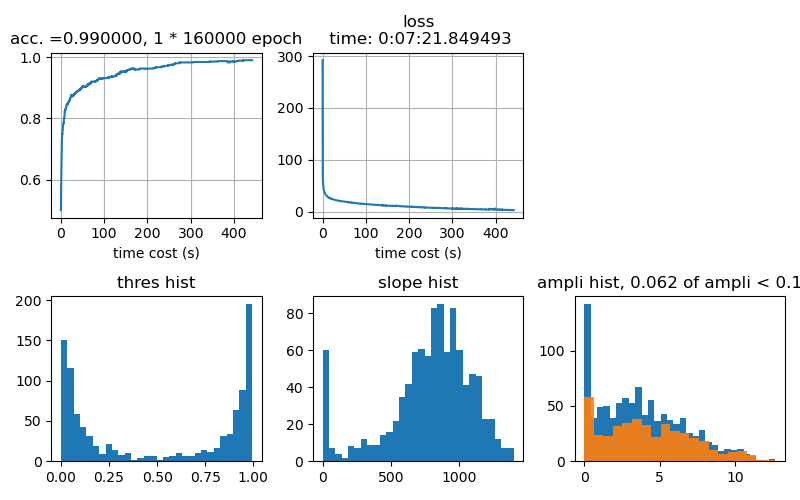 acc. =0.990000, 1 * 160000 epoch
1.0
0.8
0.6
0 100 200 300 400
time cost (s)
loss
time: 0:07:21.849493
300
200
100
0
0 100 200 300 400
time cost (s)
thres hist
200
150
100
50
0
0.00 0.25 0.50 0.75 1.00
slope hist
80
60
40
20
0
0 500 1000
ampli hist, 0.062 of ampli < 0.1
100
50
0
0 5 10